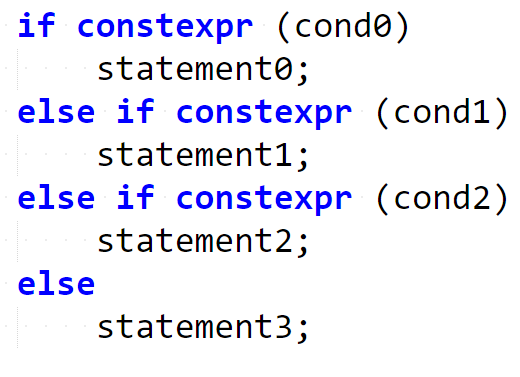 if constexpr (cond0)
    statement0;
else if constexpr (cond1)
    statement1;
else if constexpr (cond2)
    statement2;
else
    statement3;